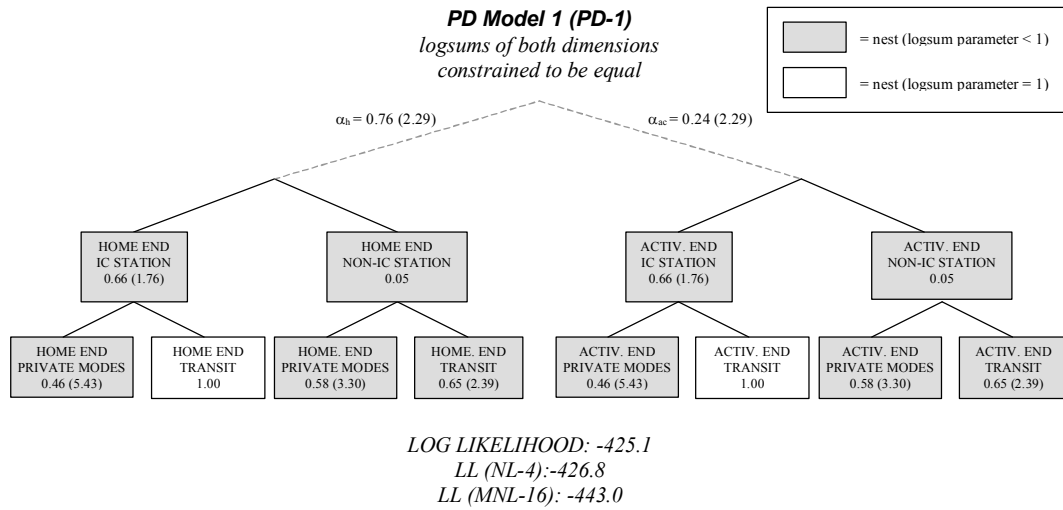 PD Model 1 (PD-1)
logsums of both dimensions
constrained to be equal
= nest (logsum parameter < 1)
= nest (logsum parameter = 1)
αh = 0.76 (2.29)
αac = 0.24 (2.29)
HOME END
IC STATION
0.66 (1.76)
HOME END
NON-IC STATION
0.05
ACTIV. END
IC STATION
0.66 (1.76)
ACTIV. END
NON-IC STATION
0.05
HOME END
PRIVATE MODES
0.46 (5.43)
HOME END
TRANSIT
1.00
HOME. END
PRIVATE MODES
0.58 (3.30)
HOME. END
TRANSIT
0.65 (2.39)
ACTIV. END
PRIVATE MODES
0.46 (5.43)
ACTIV. END
TRANSIT
1.00
ACTIV. END
PRIVATE MODES
0.58 (3.30)
ACTIV. END
TRANSIT
0.65 (2.39)
LOG LIKELIHOOD: -425.1
LL (NL-4):-426.8
LL (MNL-16): -443.0